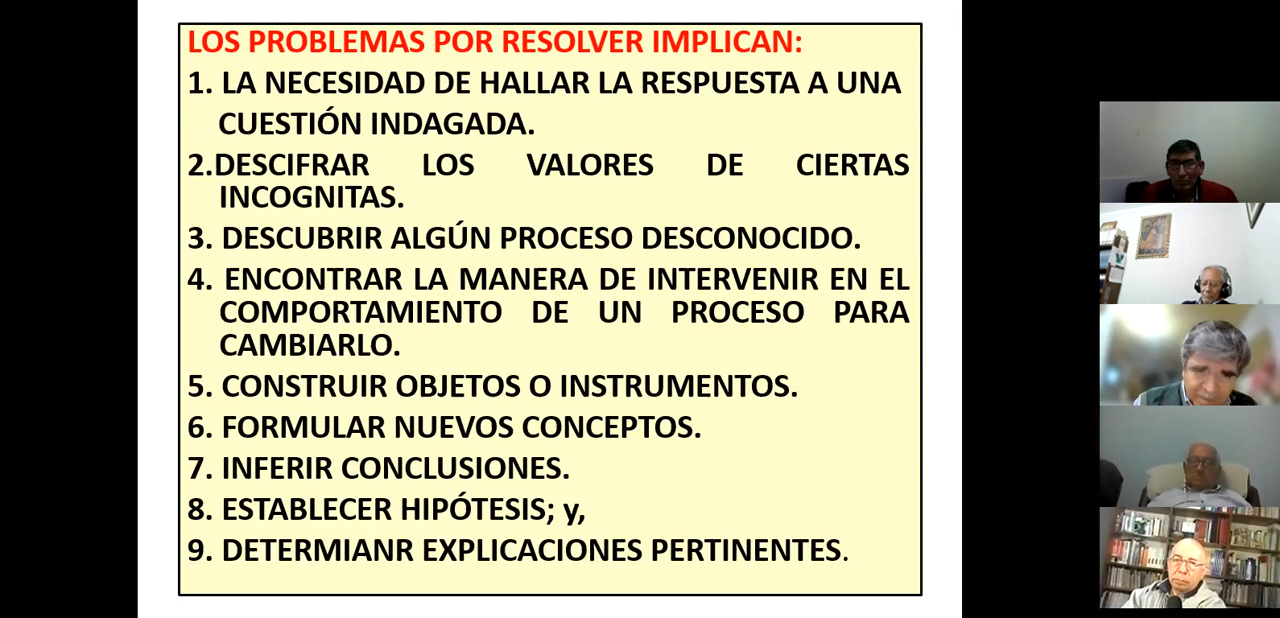 LOS PROBLEMAS POR RESOLVER IMPLICAN:
1. LA NECESIDAD DE HALLAR LA RESPUESTA A UNA
CUESTIÓN INDAGADA.
2.DESCIFRAR LOS VALORES DE CIERTAS
INCOGNITAS.
3. DESCUBRIR ALGÚN PROCESO DESCONOCIDO.
4. ENCONTRAR LA MANERA DE INTERVENIR EN EL
COMPORTAMIENTO DE UN PROCESO PARA
CAMBIARLO.
5. CONSTRUIR OBJETOS O INSTRUMENTOS.
6. FORMULAR NUEVOS CONCEPTOS.
7. INFERIR CONCLUSIONES.
8. ESTABLECER HIPÓTESIS; y,
9. DETERMIANR EXPLICACIONES PERTINENTES.